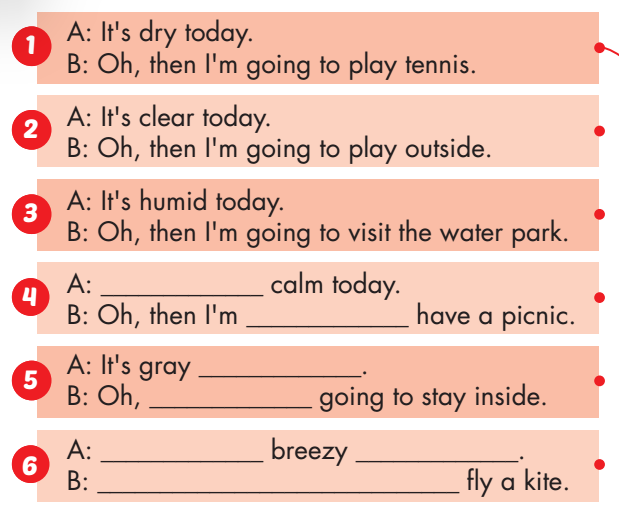 1
A: It's dry today.
B: Oh, then I'm going to play tennis.
2
A: It's clear today.
B: Oh, then I'm going to play outside.
3
A: It's humid today.
B: Oh, then I'm going to visit the water park.
4
A: ____________ calm today.
B: Oh, then I'm ____________ have a picnic.
5
A: It's gray ____________.
B: Oh, ____________ going to stay inside.
6
A: ____________ breezy ____________.
B: ___________________________ fly a kite.